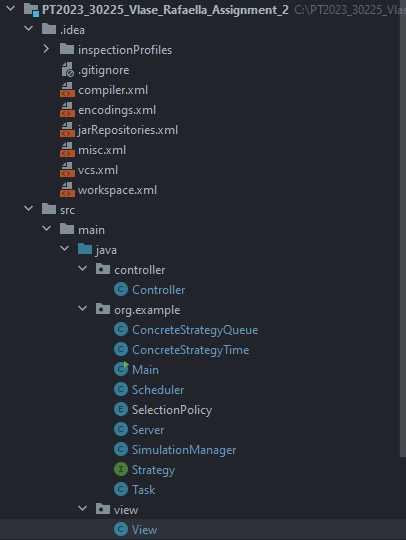 PT2023_30225_Vlase_Rafaella_Assignment_2 C:\PT2023_30225_Vlas
.idea
inspectionProfiles
.gitignore
compiler.xml
encodings.xml
jarRepositories.xml
misc.xml
vcs.xml
workspace.xml
src
main
java
controller
C Controller
org.example
C ConcreteStrategyQueue
C ConcreteStrategyTime
C Main
C Scheduler
E SelectionPolicy
C Server
C SimulationManager
I Strategy
C Task
view
C View